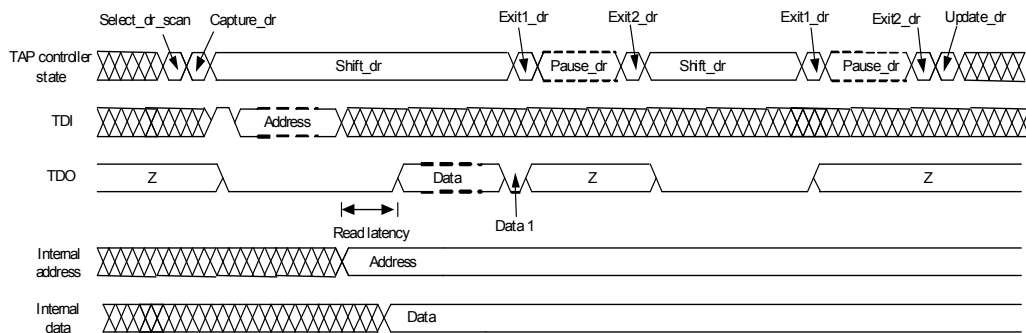 Select_dr_scan Capture_dr Exit1_dr Exit2_dr Exit1_dr Exit2_dr Update_dr
TAP contrdler
state
Shift_dr Pause_dr Shift_dr Pause_dr
TDI Address
TDO Z Data Z Z
Read latency Data 1
Internal
address
Address
Internal
data
Data